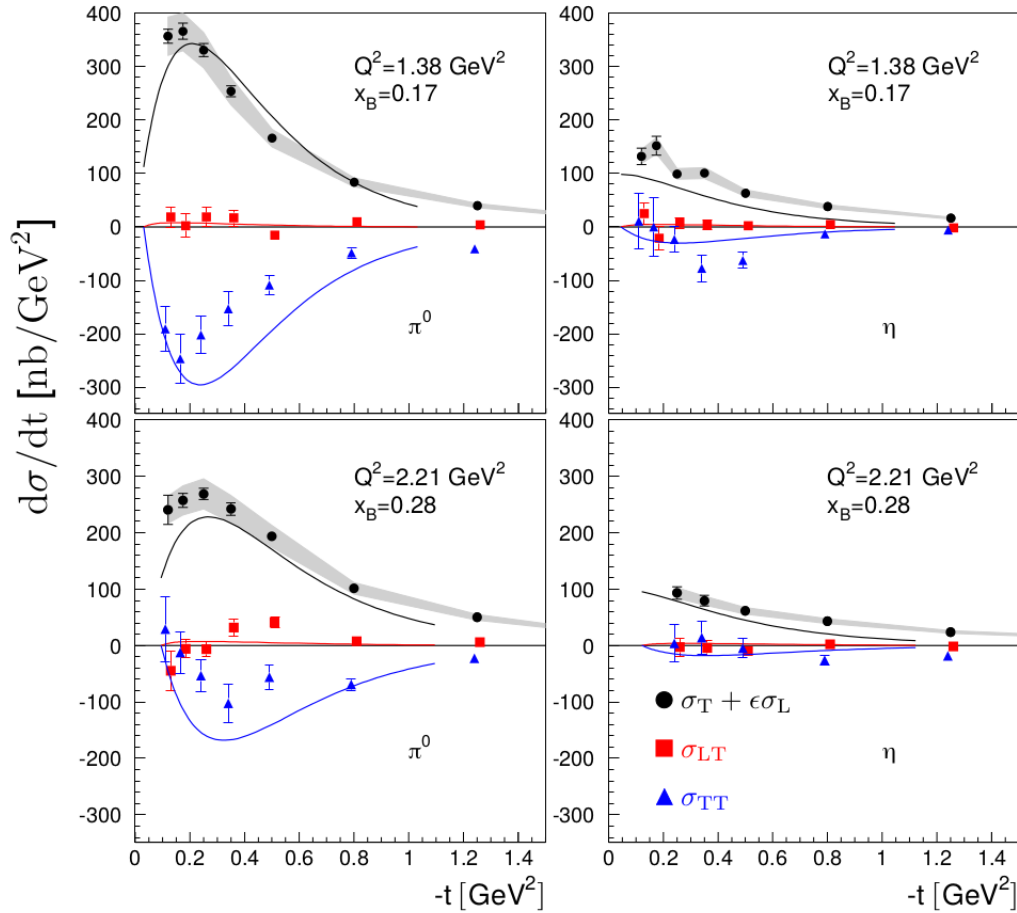 dσ/dt [nb/GeV²]
400
300
200
100
0
-100
-200
-300
Q²=1.38 GeV²
x_B=0.17
π⁰
400
300
200
100
0
-100
-200
-300
Q²=1.38 GeV²
x_B=0.17
η
400
300
200
100
0
-100
-200
-300
Q²=2.21 GeV²
x_B=0.28
π⁰
0 0.2 0.4 0.6 0.8 1 1.2 1.4
-t [GeV²]
400
300
200
100
0
-100
-200
-300
Q²=2.21 GeV²
x_B=0.28
σ_T + ϵσ_L
σ_LT
η
σ_TT
0 0.2 0.4 0.6 0.8 1 1.2 1.4
-t [GeV²]